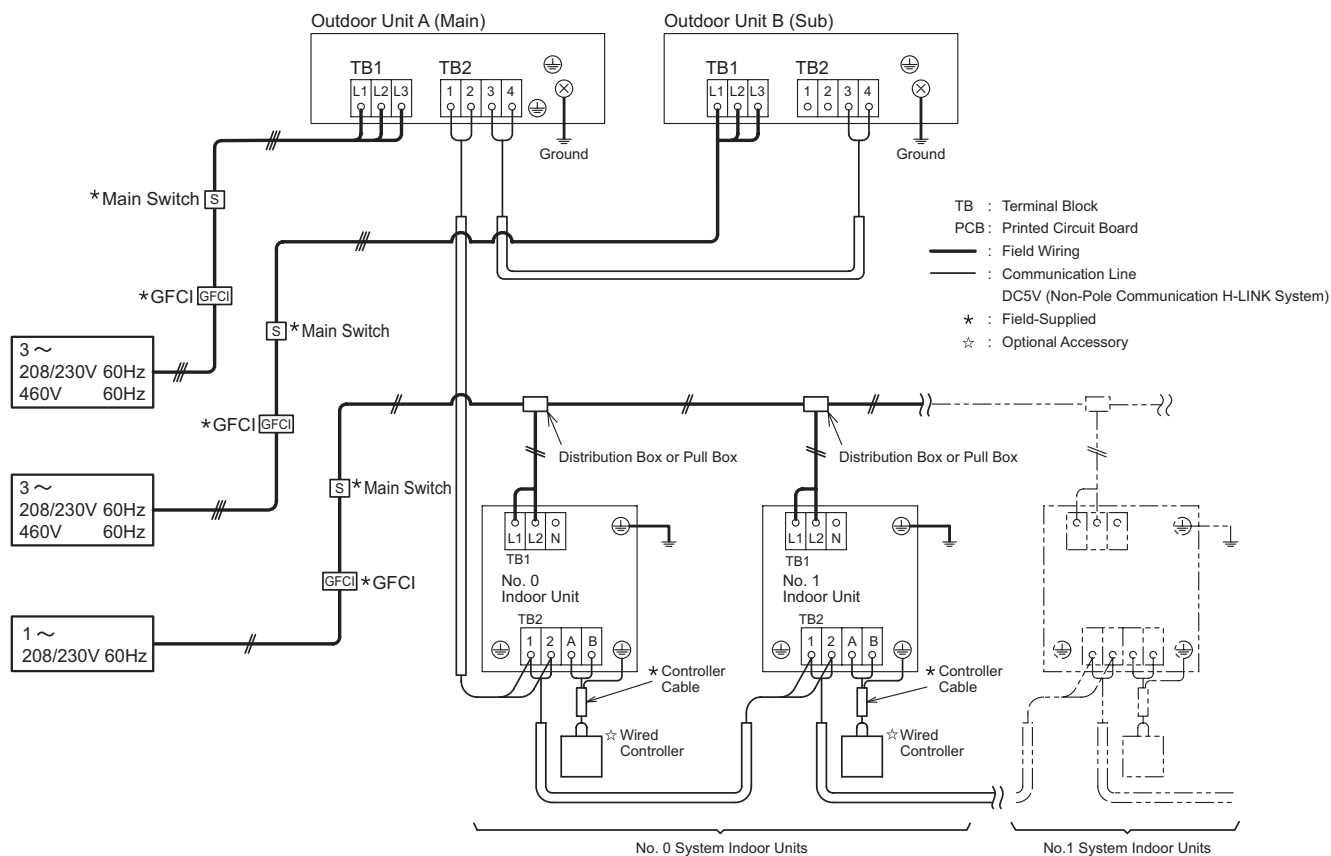 Outdoor Unit A (Main)
Outdoor Unit B (Sub)
TB1
TB2
L1 L2 L3
1 2 3 4
Ground
TB1
TB2
L1 L2 L3
1 2 3 4
Ground
*Main Switch S
*GFCI GFCI
S *Main Switch
*GFCI GFCI
TB : Terminal Block
PCB : Printed Circuit Board
: Field Wiring
: Communication Line
DC5V (Non-Pole Communication H-LINK System)
* : Field-Supplied
☆ : Optional Accessory
3 ～
208/230V 60Hz
460V 60Hz
3 ～
208/230V 60Hz
460V 60Hz
1 ～
208/230V 60Hz
S *Main Switch
GFCI *GFCI
Distribution Box or Pull Box
Distribution Box or Pull Box
L1 L2 N
TB1
No. 0
Indoor Unit
TB2
1 2 A B
* Controller
Cable
☆ Wired
Controller
L1 L2 N
TB1
No. 1
Indoor Unit
TB2
1 2 A B
* Controller
Cable
☆ Wired
Controller
No. 0 System Indoor Units
No.1 System Indoor Units